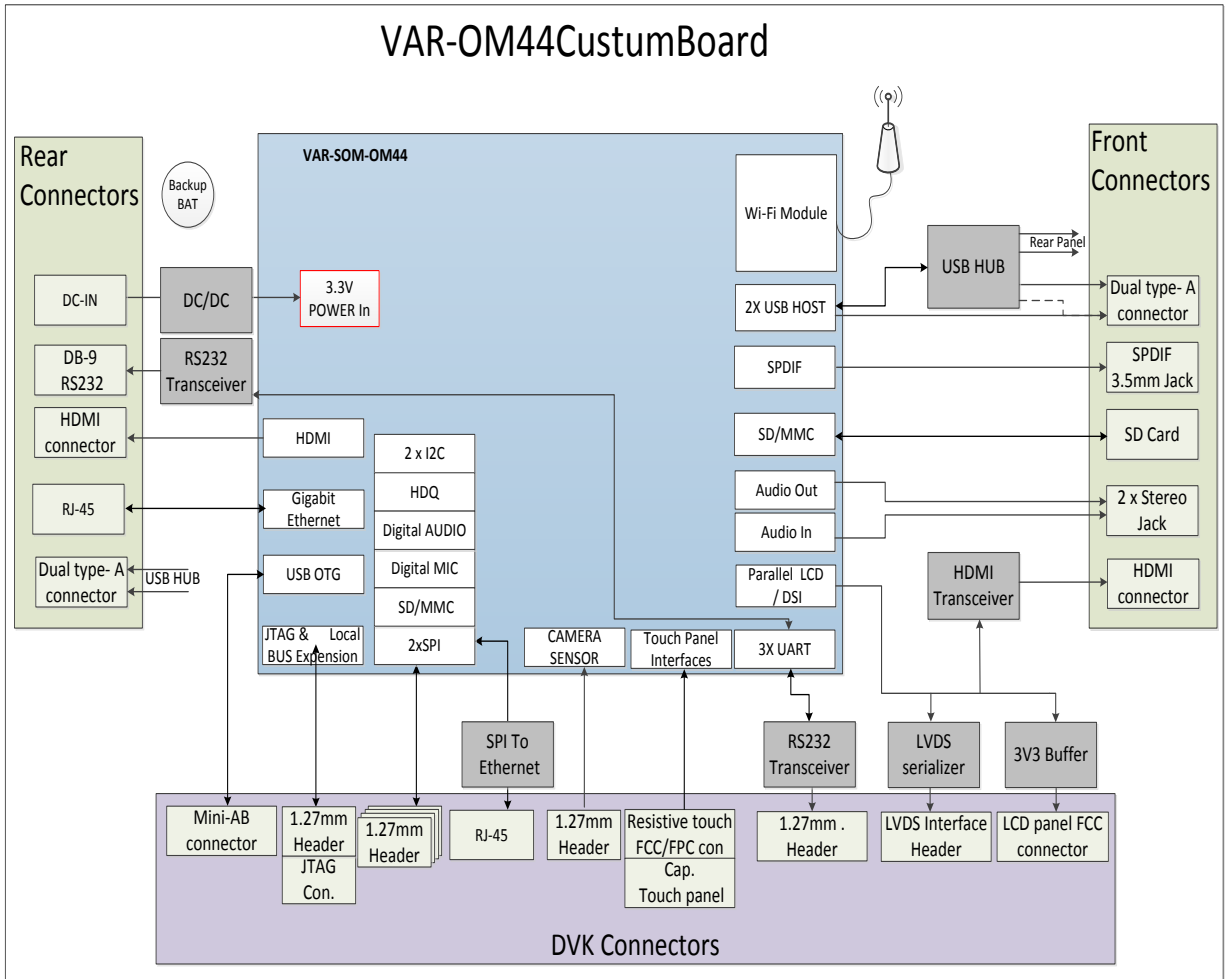 VAR-OM44CustumBoard
Rear
Connectors
Backup
BAT
DC-IN
DC/DC
3.3V
POWER In
DB-9
RS232
RS232
Transceiver
HDMI
connector
RJ-45
Dual type- A
connector
USB HUB
VAR-SOM-OM44
HDMI
Gigabit
Ethernet
USB OTG
JTAG & Local
BUS Expension
2 x I2C
HDQ
Digital AUDIO
Digital MIC
SD/MMC
2xSPI
CAMERA
SENSOR
Touch Panel
Interfaces
Wi-Fi Module
2X USB HOST
SPDIF
SD/MMC
Audio Out
Audio In
Parallel LCD
/ DSI
3X UART
USB HUB
Rear Panel
Front
Connectors
Dual type- A
connector
SPDIF
3.5mm Jack
SD Card
2 x Stereo
Jack
HDMI
Transceiver
HDMI
connector
SPI To
Ethernet
RS232
Transceiver
LVDS
serializer
3V3 Buffer
Mini-AB
connector
1.27mm
Header
JTAG
Con.
1.27mm
Header
RJ-45
1.27mm
Header
Resistive touch
FCC/FPC con
Cap.
Touch panel
1.27mm .
Header
LVDS Interface
Header
LCD panel FCC
connector
DVK Connectors